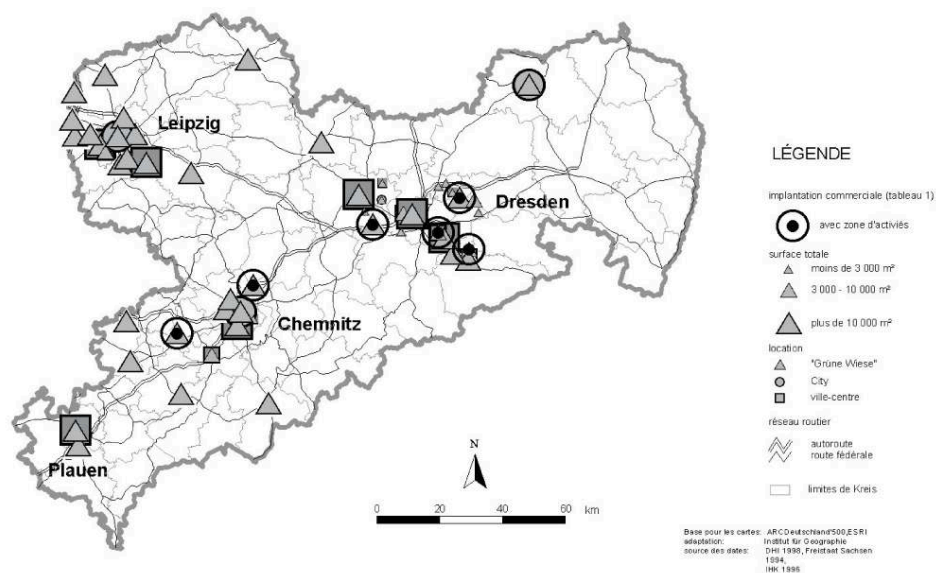 Leipzig
Dresden
Chemnitz
Plauen
N
0 20 40 60 km
LÉGENDE
implantation commerciale (tableau 1)
avec zone d'activiés
surface totale
moins de 3 000 m²
3 000 - 10 000 m²
plus de 10 000 m²
location
"Grüne Wiese"
City
ville-centre
réseau routier
autoroute
route fédérale
limites de Kreis
Base pour les cartes: ARCDeutschland'500,ESRI
adaptation: Institut für Geographie
source des dates: DHI 1998, Freistaat Sachsen
1994,
IHK 1996